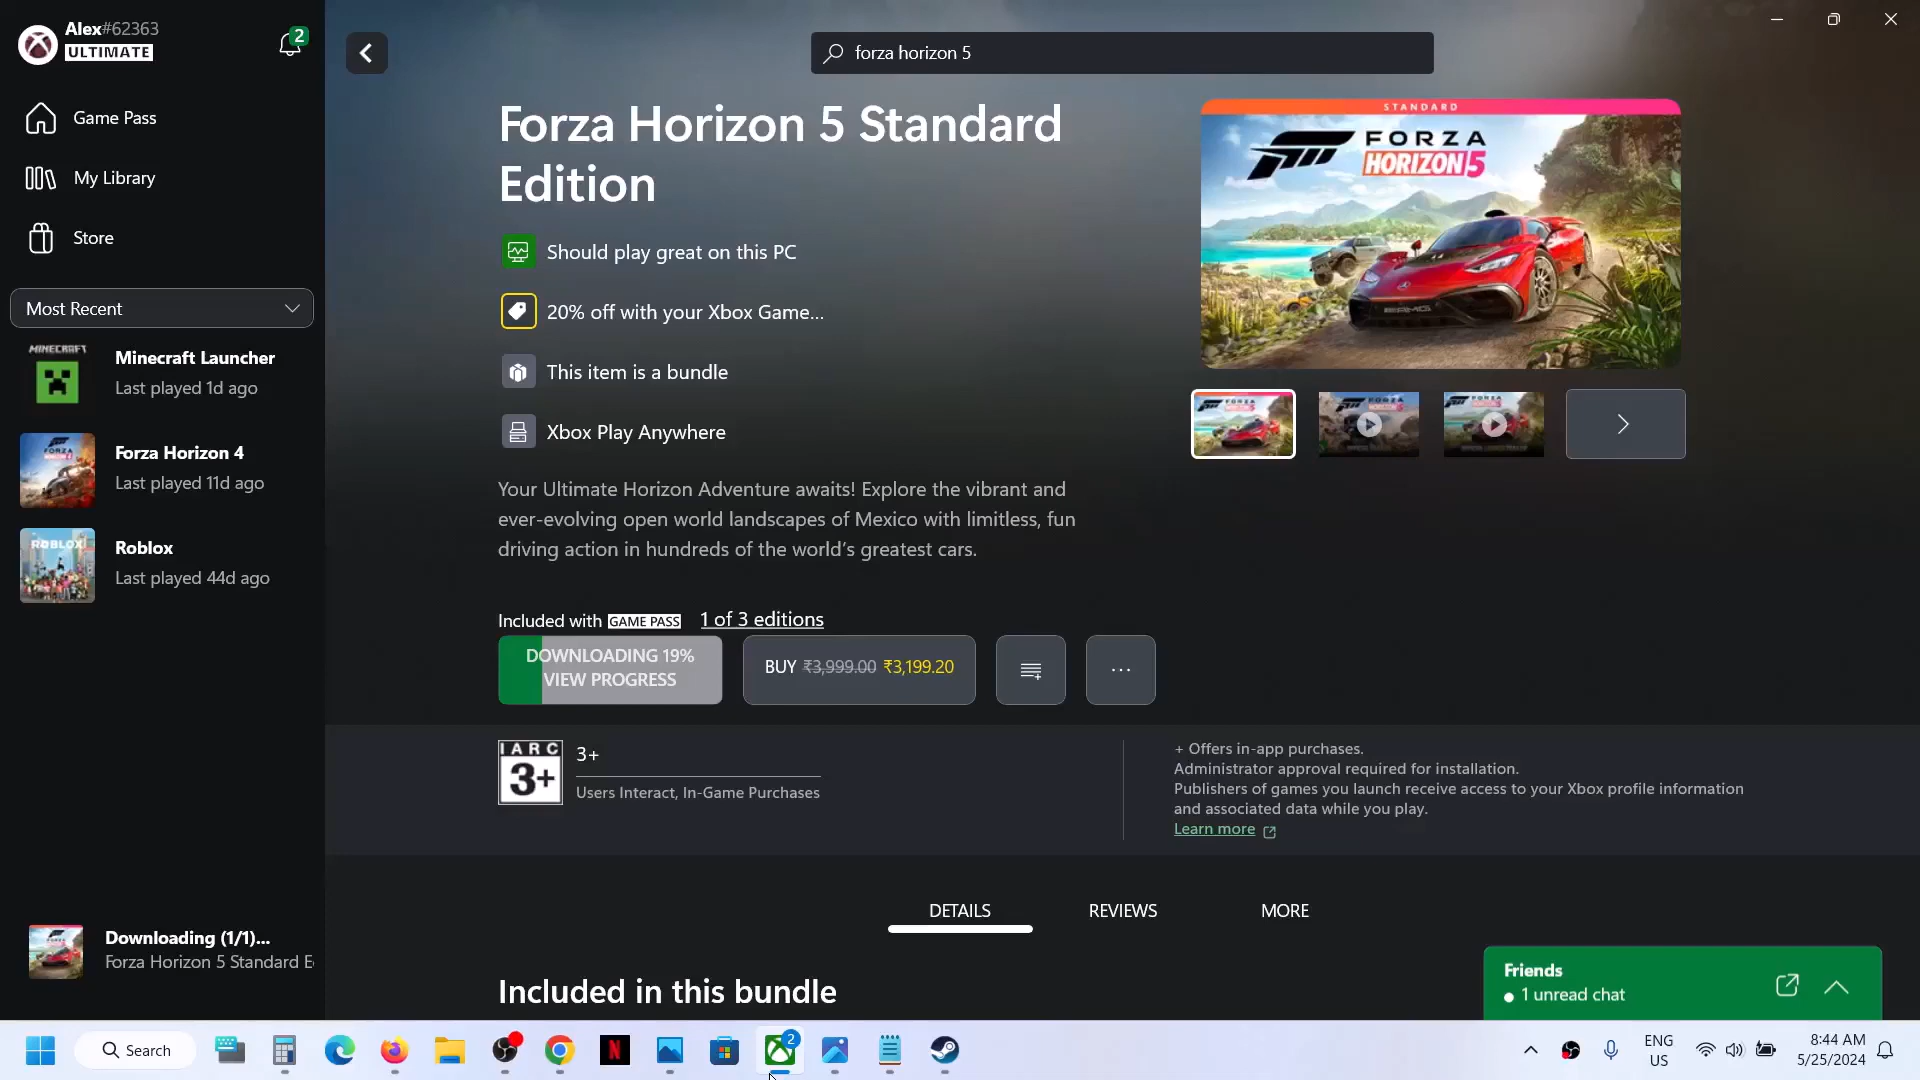 Alex#62363
ULTIMATE
2
Game Pass
My Library
Store
Most Recent
MINECRAFT
Minecraft Launcher
Last played 1d ago
FORZA
Forza Horizon 4
Last played 11d ago
ROBLOX
Roblox
Last played 44d ago
Downloading (1/1)...
Forza Horizon 5 Standard E
forza horizon 5
Forza Horizon 5 Standard
Edition
Should play great on this PC
20% off with your Xbox Game...
This item is a bundle
Xbox Play Anywhere
Your Ultimate Horizon Adventure awaits! Explore the vibrant and
ever-evolving open world landscapes of Mexico with limitless, fun
driving action in hundreds of the world's greatest cars.
Included with GAME PASS 1 of 3 editions
DOWNLOADING 19%
VIEW PROGRESS
BUY ₹3,999.00 ₹3,199.20
STANDARD
FORZA
HORIZON 5
IARC
3+
3+
Users Interact, In-Game Purchases
+ Offers in-app purchases.
Administrator approval required for installation.
Publishers of games you launch receive access to your Xbox profile information
and associated data while you play.
Learn more
DETAILS
REVIEWS
MORE
Included in this bundle
Friends
1 unread chat
Search
N
2
ENG
US
8:44 AM
5/25/2024